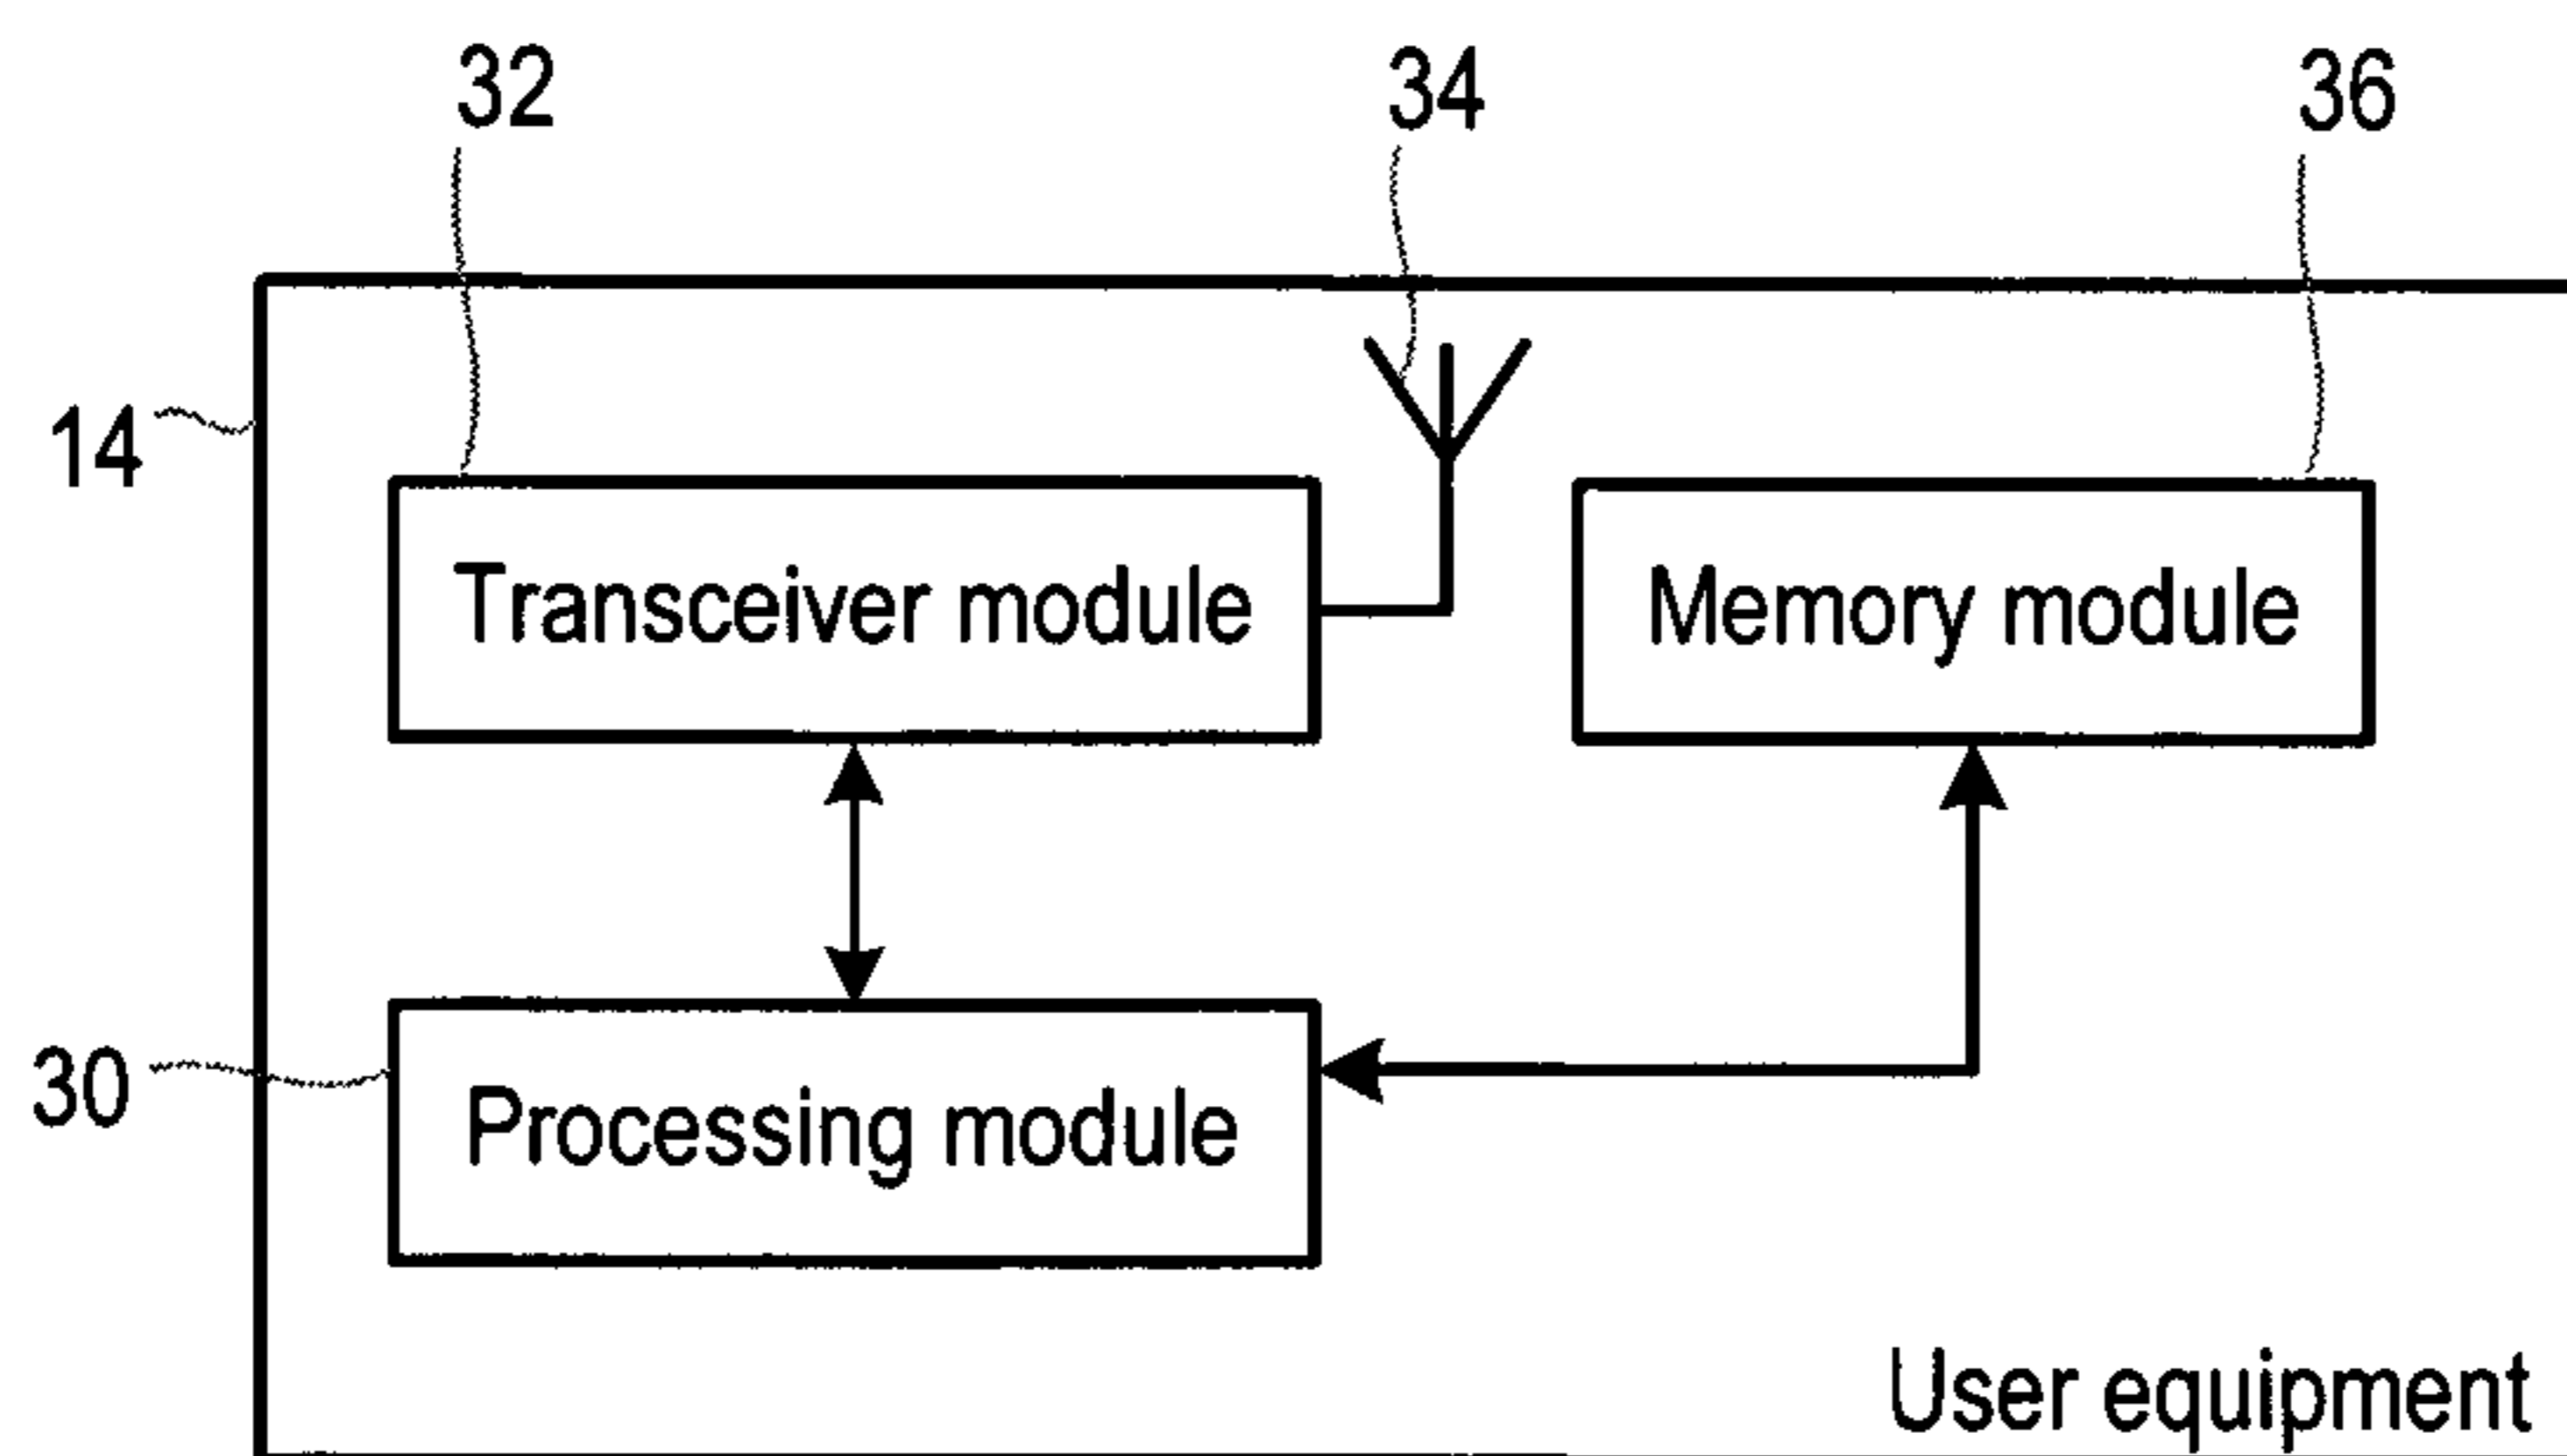 32
34
36
14
Transceiver module
Memory module
30
Processing module
User equipment